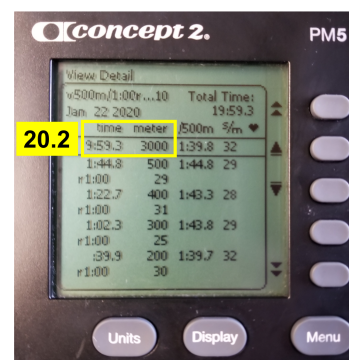 concept 2.
PM5
View Detail
v500m/1:00r...10 Total Time:
Jan 22 2020 19:59.3
time meter /500m s/m ♥
20.2
9:59.3 3000 1:39.8 32
1:44.8 500 1:44.8 29
r1:00 29
1:22.7 400 1:43.3 28
r1:00 31
1:02.3 300 1:43.8 29
r1:00 25
:39.9 200 1:39.7 32
r1:00 30
Units Display Menu